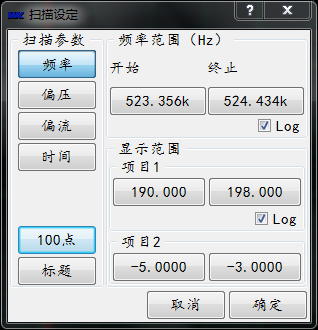 扫描设定
扫描参数
频率
偏压
偏流
时间
100点
标题
频率范围（Hz）
开始 终止
523.356k 524.434k
Log
显示范围
项目1
190.000 198.000
Log
项目2
-5.0000 -3.0000
取消 确定